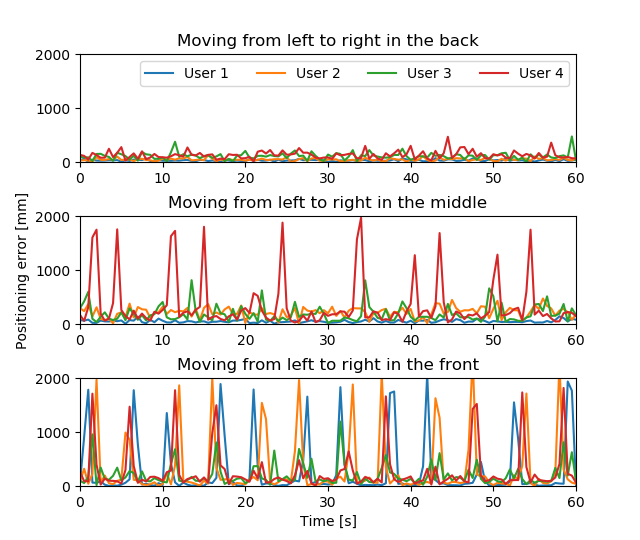 Moving from left to right in the back
2000
1000
0
User 1 User 2 User 3 User 4
0 10 20 30 40 50 60
Moving from left to right in the middle
2000
1000
0
0 10 20 30 40 50 60
Positioning error [mm]
Moving from left to right in the front
2000
1000
0
0 10 20 30 40 50 60
Time [s]